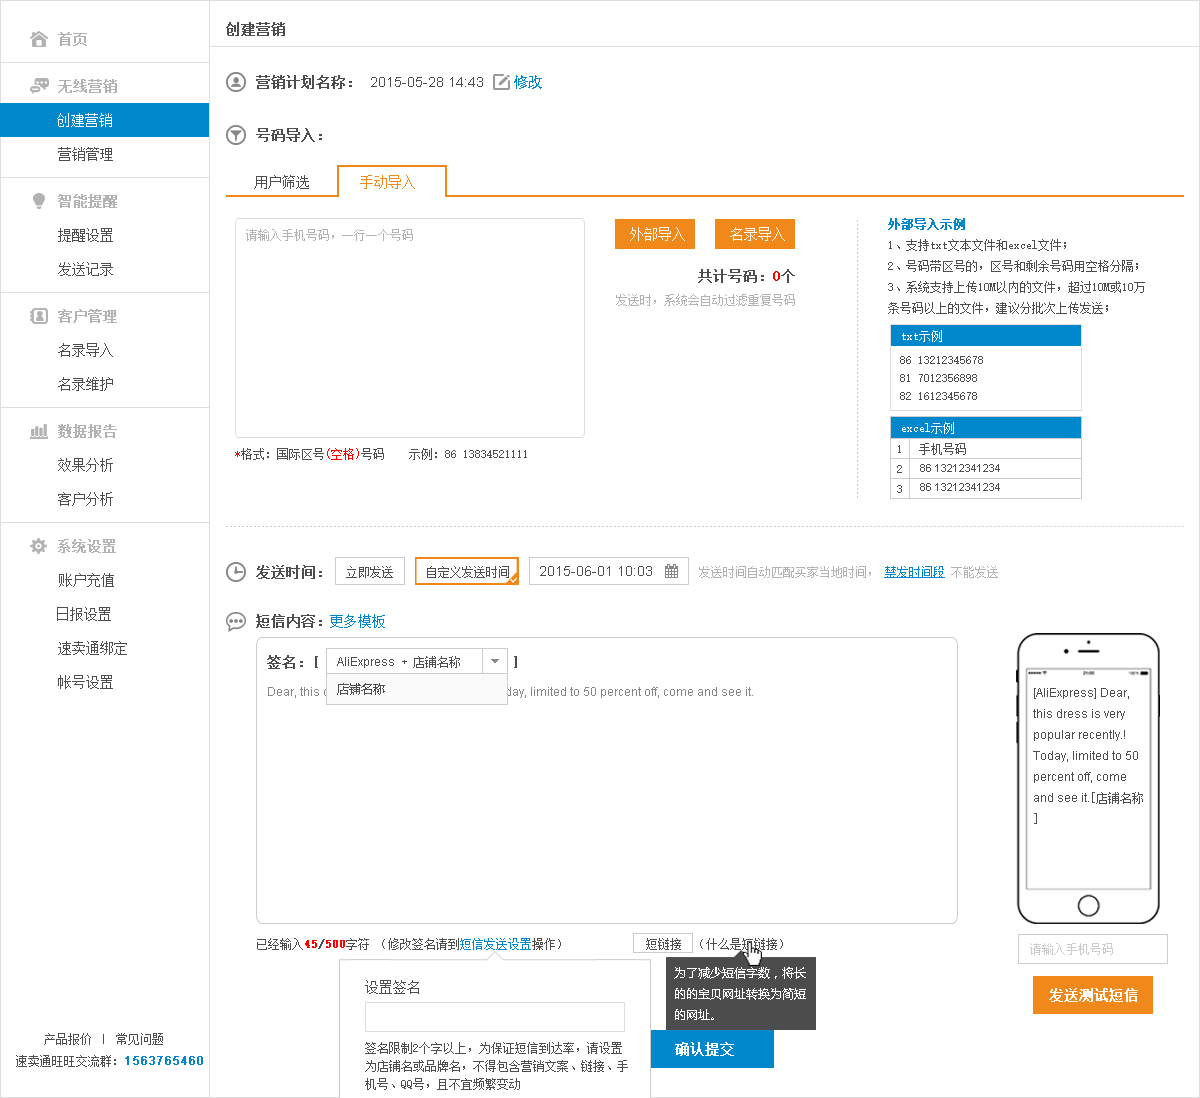 首页
无线营销
创建营销
营销管理
智能提醒
提醒设置
发送记录
客户管理
名录导入
名录维护
数据报告
效果分析
客户分析
系统设置
账户充值
日报设置
速卖通绑定
帐号设置
产品报价 | 常见问题
速卖通旺旺交流群：1563765460
创建营销
营销计划名称： 2015-05-28 14:43 修改
号码导入：
用户筛选 手动导入
请输入手机号码，一行一个号码
*格式：国际区号(空格)号码 示例：86 13834521111
外部导入 名录导入
共计号码：0个
发送时，系统会自动过滤重复号码
外部导入示例
1、支持txt文本文件和excel文件；
2、号码带区号的，区号和剩余号码用空格分隔；
3、系统支持上传10M以内的文件，超过10M或10万
条号码以上的文件，建议分批次上传发送；
txt示例
86 13212345678
81 7012356898
82 1612345678
excel示例
1 手机号码
2 86 13212341234
3 86 13212341234
发送时间： 立即发送 自定义发送时间 2015-06-01 10:03 发送时间自动匹配买家当地时间， 禁发时间段 不能发送
短信内容：更多模板
签名：[ AliExpress + 店铺名称 ]
店铺名称
Dear, this day, limited to 50 percent off, come and see it.
已经输入45/500字符 （修改签名请到短信发送设置操作）
短链接 （什么是短链接）
为了减少短信字数，将长
的的宝贝网址转换为简短
的网址。
设置签名
签名限制2个字以上，为保证短信到达率，请设置
为店铺名或品牌名，不得包含营销文案、链接、手
机号、QQ号，且不宜频繁变动
确认提交
[AliExpress] Dear,
this dress is very
popular recently.!
Today, limited to 50
percent off, come
and see it.[店铺名称
]
请输入手机号码
发送测试短信